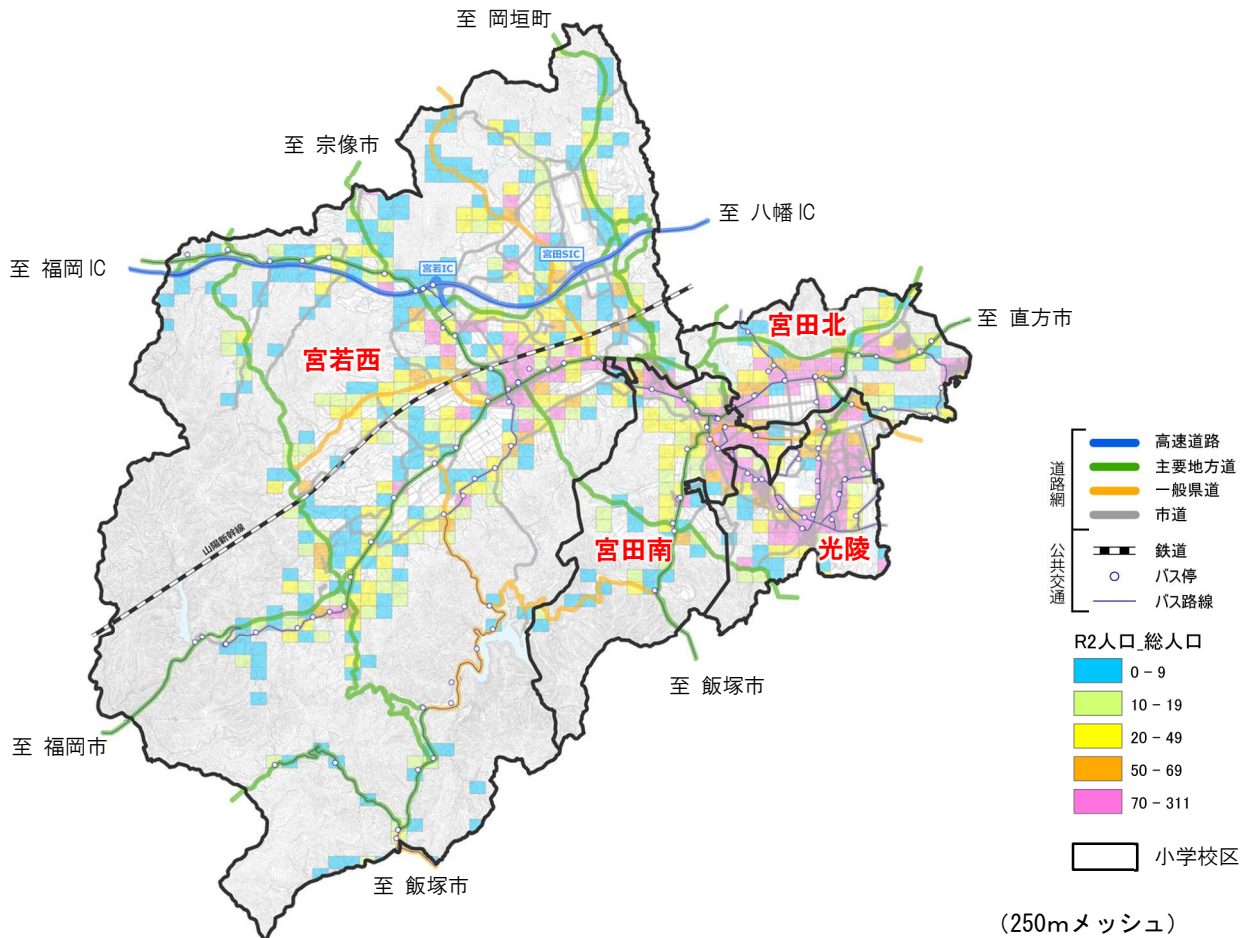 至 岡垣町
至 宗像市
至 八幡IC
至 福岡IC
宮若IC
宮田SIC
宮田北
至 直方市
宮若西
山陽新幹線
宮田南
光陵
至 飯塚市
至 福岡市
至 飯塚市
道路網
高速道路
主要地方道
一般県道
市道
公共交通
鉄道
バス停
バス路線
R2人口_総人口
0 - 9
10 - 19
20 - 49
50 - 69
70 - 311
小学校区
(250mメッシュ)